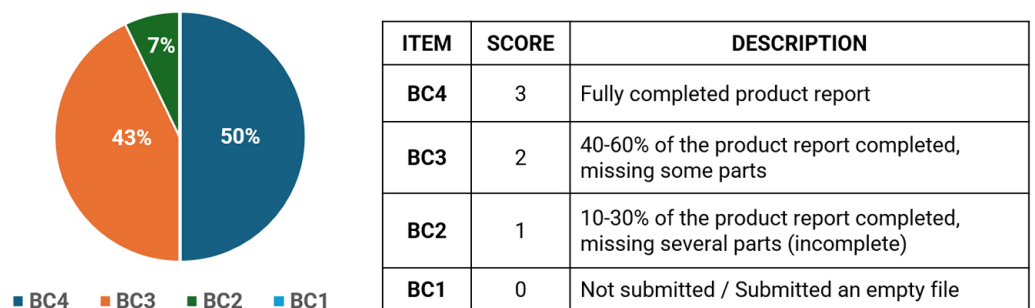 7%
43%
50%
BC4 BC3 BC2 BC1
ITEM SCORE DESCRIPTION
BC4 3 Fully completed product report
BC3 2 40-60% of the product report completed,
missing some parts
BC2 1 10-30% of the product report completed,
missing several parts (incomplete)
BC1 0 Not submitted / Submitted an empty file